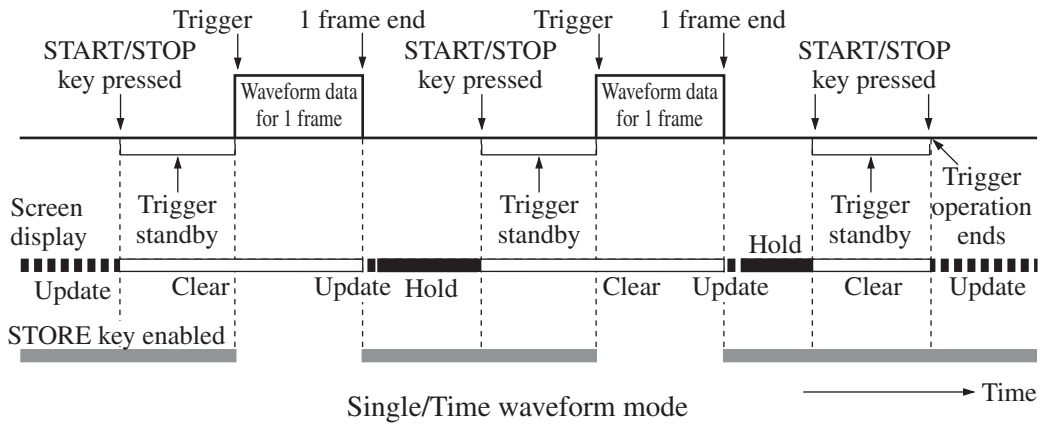 Trigger
1 frame end
Trigger
1 frame end
START/STOP
key pressed
START/STOP
key pressed
START/STOP
key pressed
Waveform data
for 1 frame
Waveform data
for 1 frame
Screen
display
Trigger
standby
Trigger
standby
Trigger
standby
Trigger
operation
ends
Hold
Update
Clear
Update
Hold
Clear
Update
Clear
Update
STORE key enabled
Time
Single/Time waveform mode